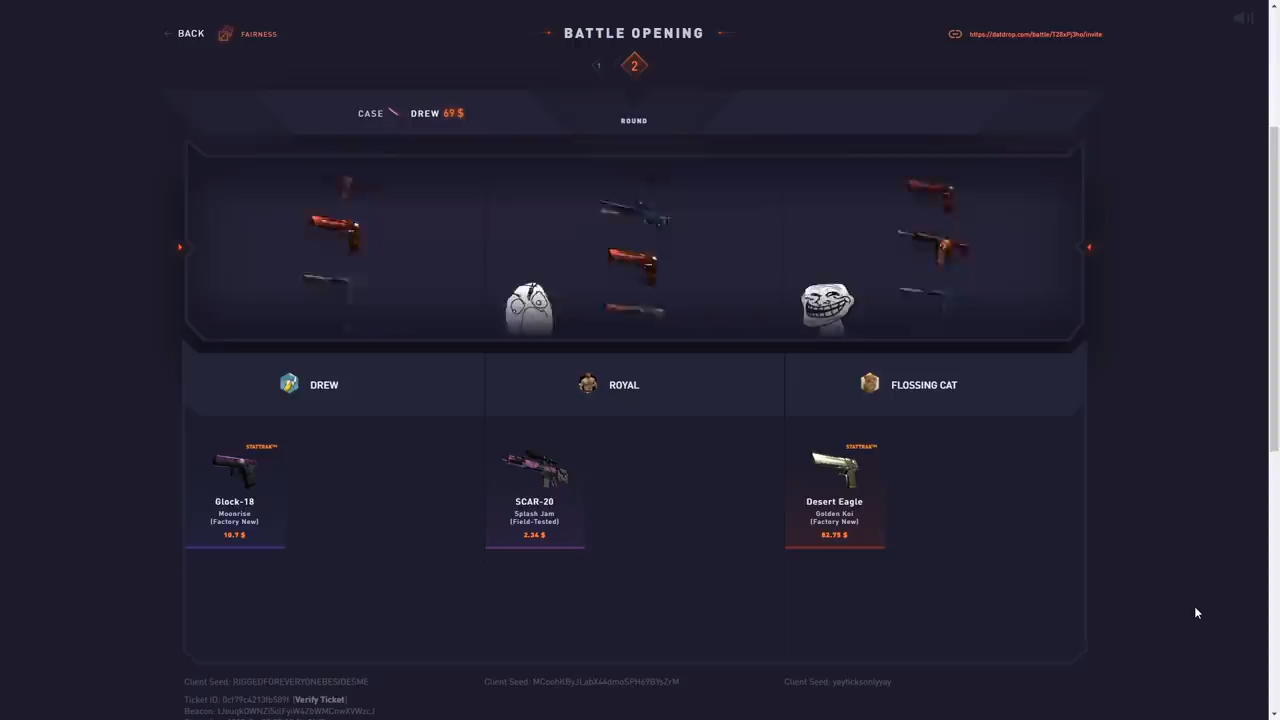 BACK
FAIRNESS
BATTLE OPENING
https://datdrop.com/battle/T28xPj3ho/invite
1
2
CASE DREW 69 $
ROUND
DREW
ROYAL
FLOSSING CAT
STATTRAK™
Glock-18
Moonrise
(Factory New)
10.7 $
SCAR-20
Splash Jam
(Field-Tested)
2.34 $
STATTRAK™
Desert Eagle
Golden Koi
(Factory New)
82.75 $
Client Seed: RIGGEDFOREVERYONEBESIDESME
Client Seed:
Client Seed: yayticksonlyyay
Ticket ID: 0cf79c4213fb589f [Verify Ticket]
Beacon: